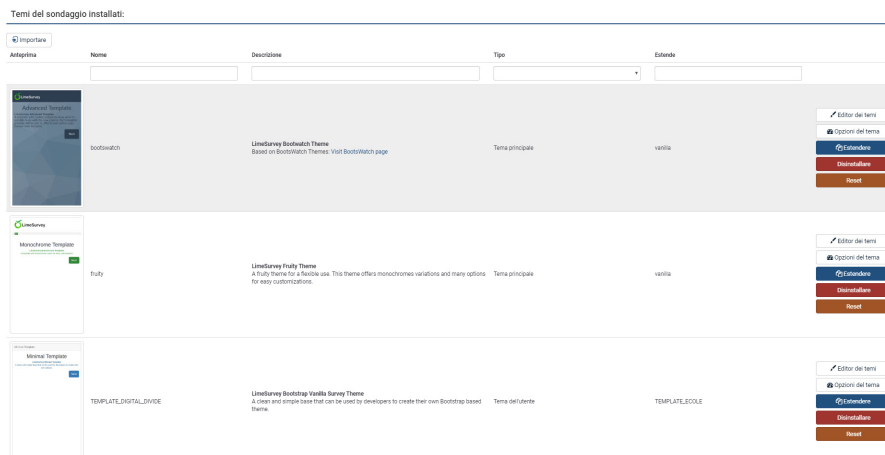 Temi del sondaggio installati:
Importare
Anteprima Nome Descrizione Tipo Estende
LimeSurvey
Advanced Template
bootswatch
LimeSurvey Bootwatch Theme
Based on BootsWatch Themes: Visit BootsWatch page
Tema principale
vanilla
Editor dei temi
Opzioni del tema
Estendere
Disinstallare
Reset
LimeSurvey
Monochrome Template
fruity
LimeSurvey Fruity Theme
A fruity theme for a flexible use. This theme offers monochromes variations and many options
for easy customizations.
Tema principale
vanilla
Editor dei temi
Opzioni del tema
Estendere
Disinstallare
Reset
Minimal Template
TEMPLATE_DIGITAL_DIVIDE
LimeSurvey Bootstrap Vanilla Survey Theme
A clean and simple base that can be used by developers to create their own Bootstrap based
theme.
Tema dell'utente
TEMPLATE_ECOLE
Editor dei temi
Opzioni del tema
Estendere
Disinstallare
Reset